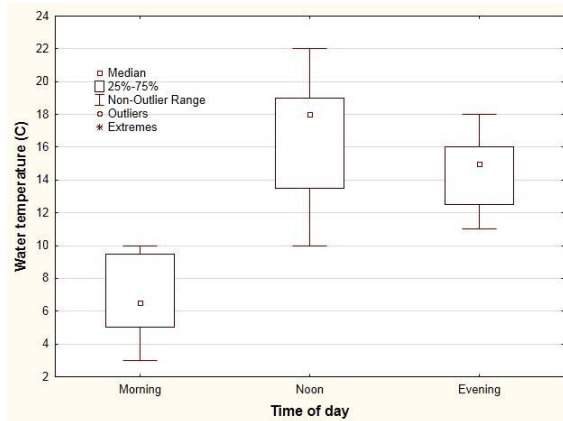 24
22
20
18
16
14
12
10
8
6
4
2
Water temperature (C)
Median
25%-75%
Non-Outlier Range
Outliers
Extremes
Morning
Noon
Evening
Time of day